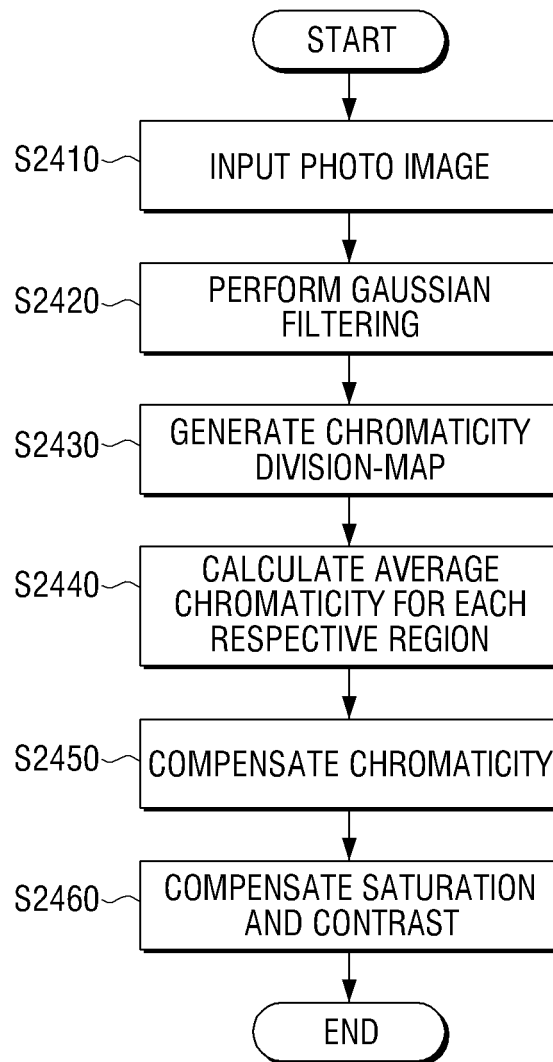 START
S2410
INPUT PHOTO IMAGE
S2420
PERFORM GAUSSIAN
FILTERING
S2430
GENERATE CHROMATICITY
DIVISION-MAP
S2440
CALCULATE AVERAGE
CHROMATICITY FOR EACH
RESPECTIVE REGION
S2450
COMPENSATE CHROMATICITY
S2460
COMPENSATE SATURATION
AND CONTRAST
END